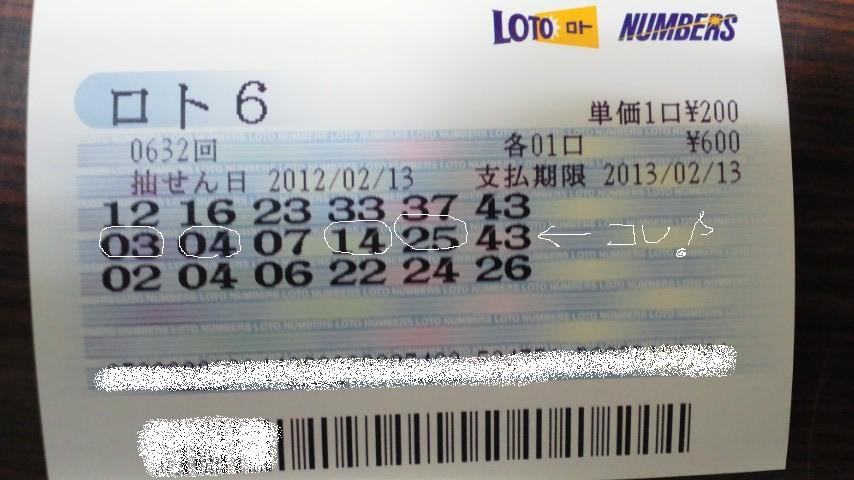 LOTO ロト NUMBERS
ロト6
単価1口¥200
0632回 各01口 ¥600
抽せん日 2012/02/13 支払期限 2013/02/13
12 16 23 33 37 43
03 04 07 14 25 43 ← コレ。
02 04 06 22 24 26